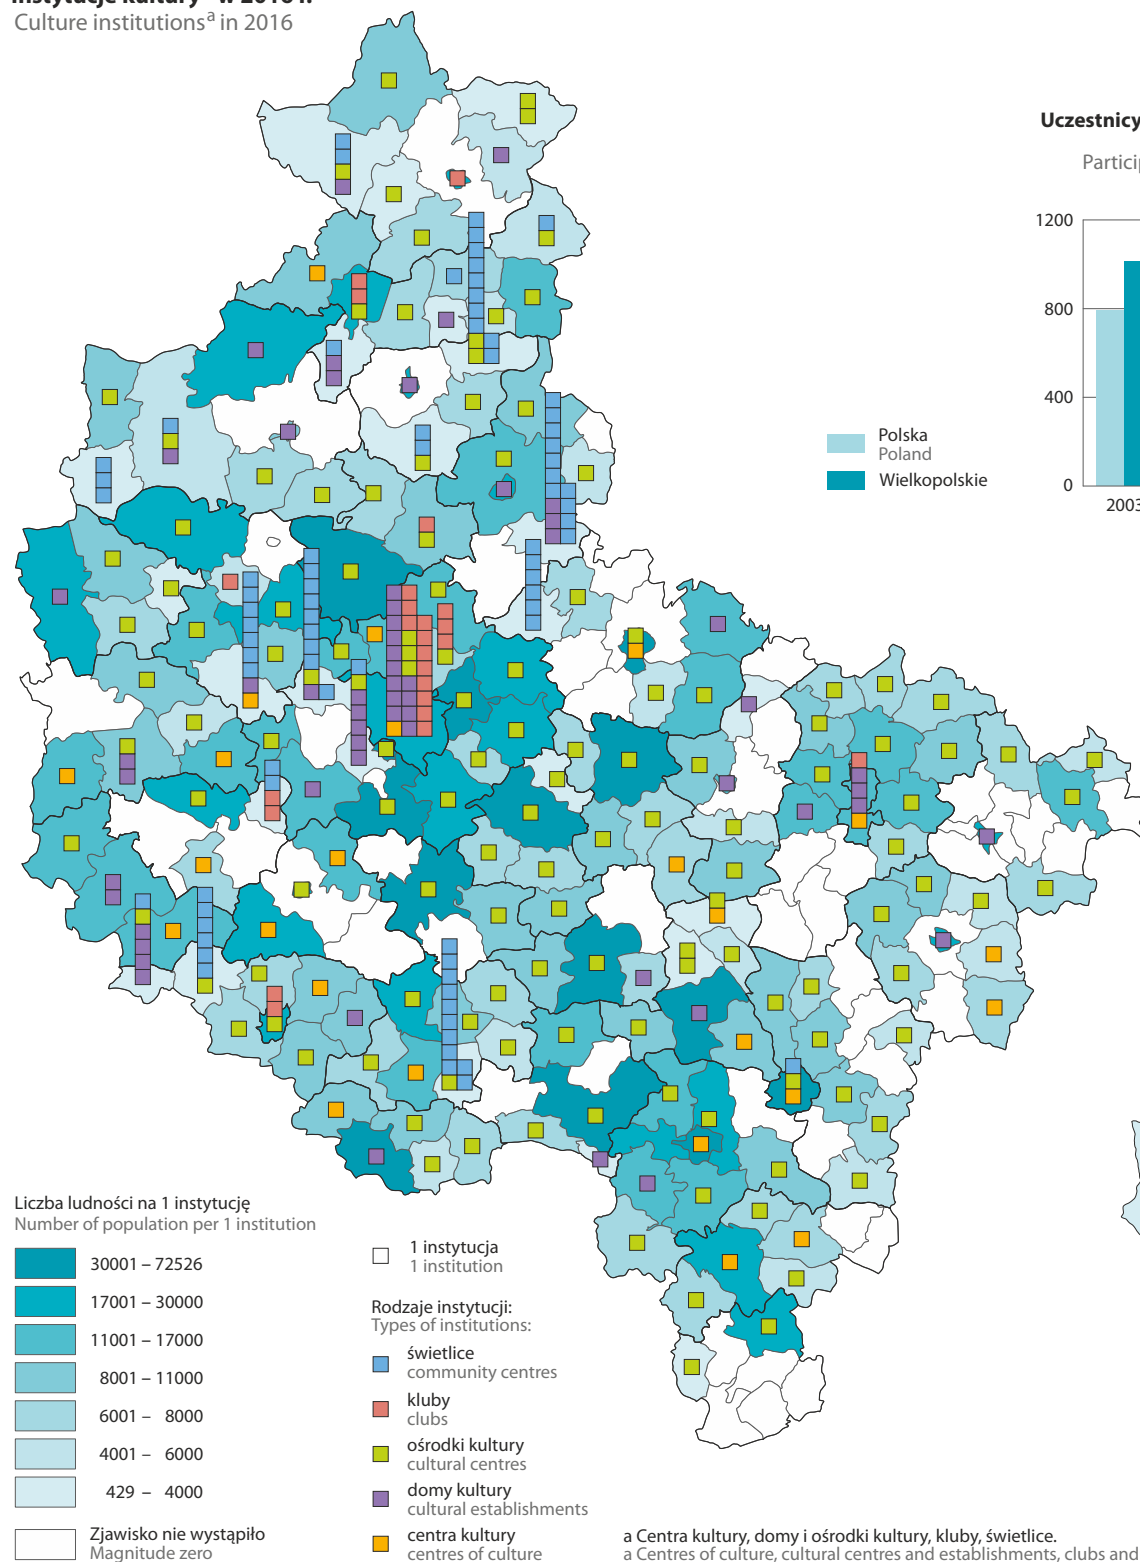 Instytucje kultury w 2016 r.
Culture institutionsᵃ in 2016
Uczestnicy
Particip
1200
800
400
0
2003
Polska
Poland
Wielkopolskie
Liczba ludności na 1 instytucję
Number of population per 1 institution
30001 – 72526
17001 – 30000
11001 – 17000
8001 – 11000
6001 – 8000
4001 – 6000
429 – 4000
Zjawisko nie wystąpiło
Magnitude zero
1 instytucja
1 institution
Rodzaje instytucji:
Types of institutions:
świetlice
community centres
kluby
clubs
ośrodki kultury
cultural centres
domy kultury
cultural establishments
centra kultury
centres of culture
a Centra kultury, domy i ośrodki kultury, kluby, świetlice.
a Centres of culture, cultural centres and establishments, clubs and